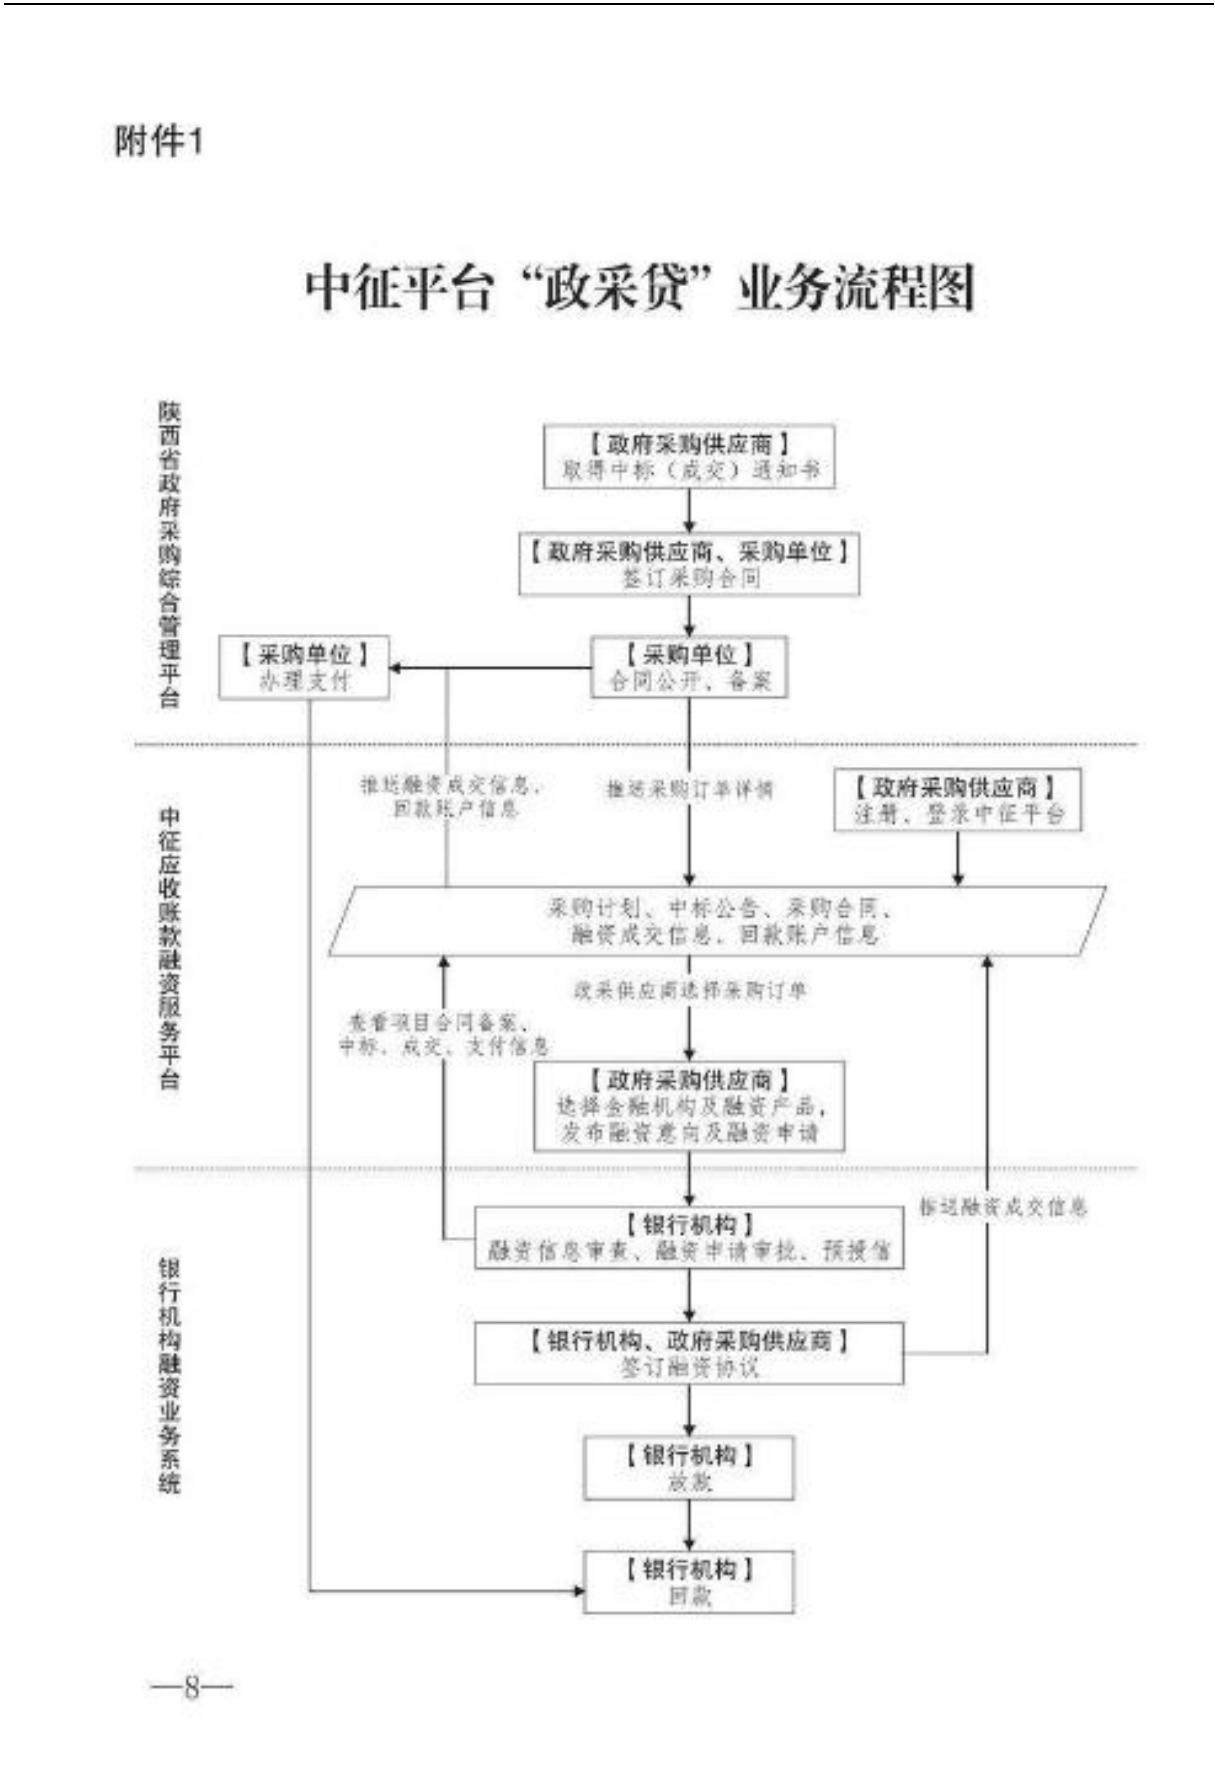 附件1
中征平台“政采贷”业务流程图
陕西省政府采购综合管理平台
【政府采购供应商】
取得中标（成交）通知书
【政府采购供应商、采购单位】
签订采购合同
【采购单位】
办理支付
【采购单位】
合同公开、备案
中征应收账款融资服务平台
推送融资成交信息、
回款账户信息
推送采购订单详情
【政府采购供应商】
注册、登录中征平台
采购计划、中标公告、采购合同、
融资成交信息、回款账户信息
政采供应商选择采购订单
查看项目合同备案、
中标、成交、支付信息
【政府采购供应商】
选择金融机构及融资产品，
发布融资意向及融资申请
银行机构融资业务系统
【银行机构】
融资信息审查、融资申请审批、预授信
推送融资成交信息
【银行机构、政府采购供应商】
签订融资协议
【银行机构】
放款
【银行机构】
回款
—8—